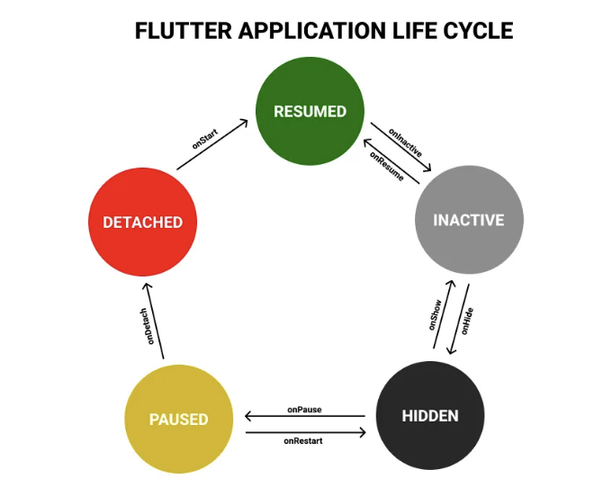 FLUTTER APPLICATION LIFE CYCLE
RESUMED
onStart
onInactive
onResume
DETACHED
INACTIVE
onShow
onHide
onDetach
PAUSED
onPause
onRestart
HIDDEN